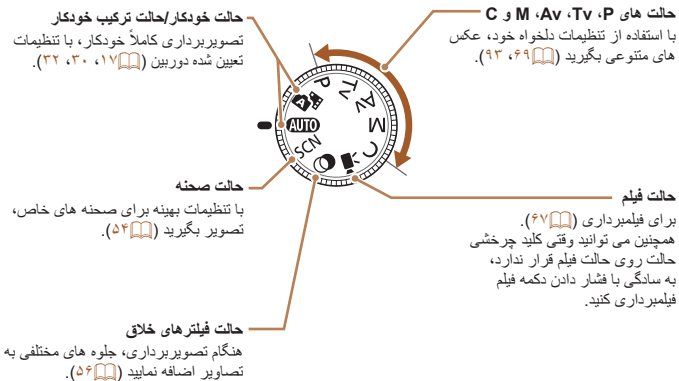 حالت های P، ‏Tv، ‏Av، ‏M و C
با استفاده از تنظیمات دلخواه خود، عکس
های متنوعی بگیرید (۶۹، ۹۳).
حالت خودکار/حالت ترکیب خودکار
تصویربرداری کاملاً خودکار، با تنظیمات
تعیین شده دوربین (۱۷، ۳۰، ۳۲).
P
Tv
Av
M
C
A
AUTO
SCN
حالت فیلم
برای فیلمبرداری (۶۷).
همچنین می توانید وقتی کلید چرخشی
حالت روی حالت فیلم قرار ندارد،
به سادگی با فشار دادن دکمه فیلم
فیلمبرداری کنید.
حالت صحنه
با تنظیمات بهینه برای صحنه های خاص،
تصویر بگیرید (۵۴).
حالت فیلترهای خلاق
هنگام تصویربرداری، جلوه های مختلفی به
تصاویر اضافه نمایید (۵۶).